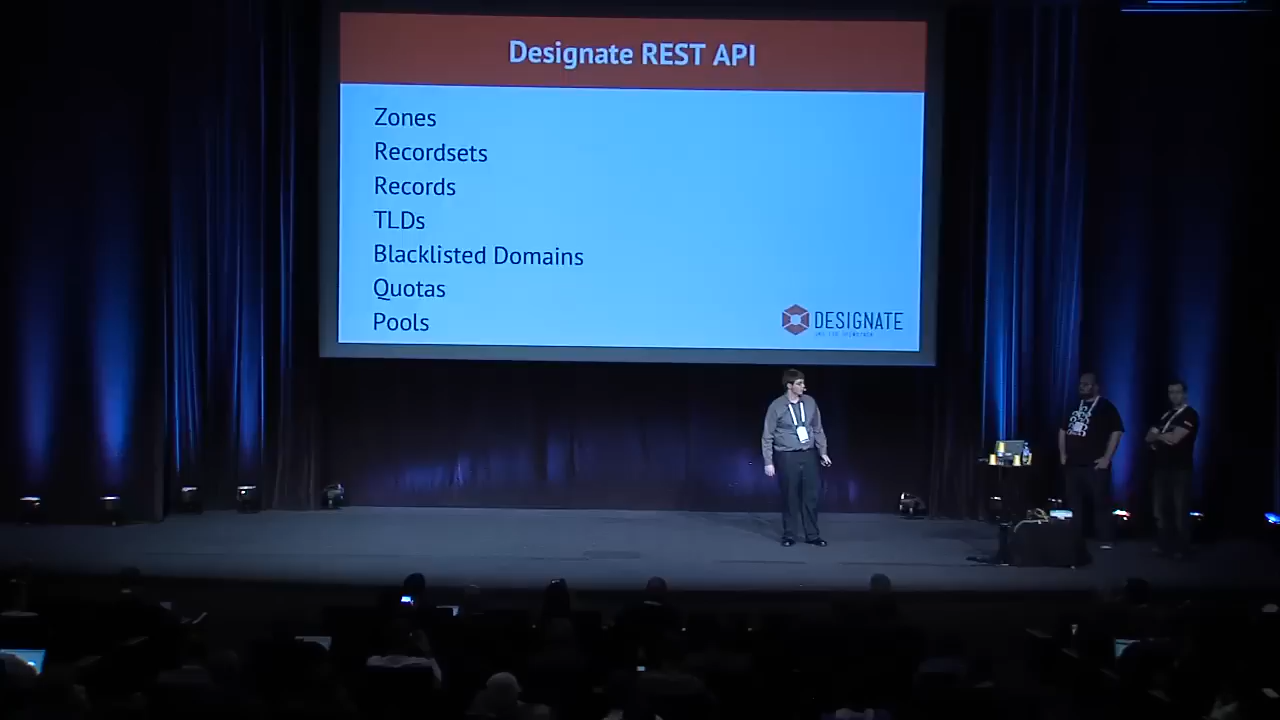 Designate REST API
Zones
Recordsets
Records
TLDs
Blacklisted Domains
Quotas
Pools
DESIGNATE